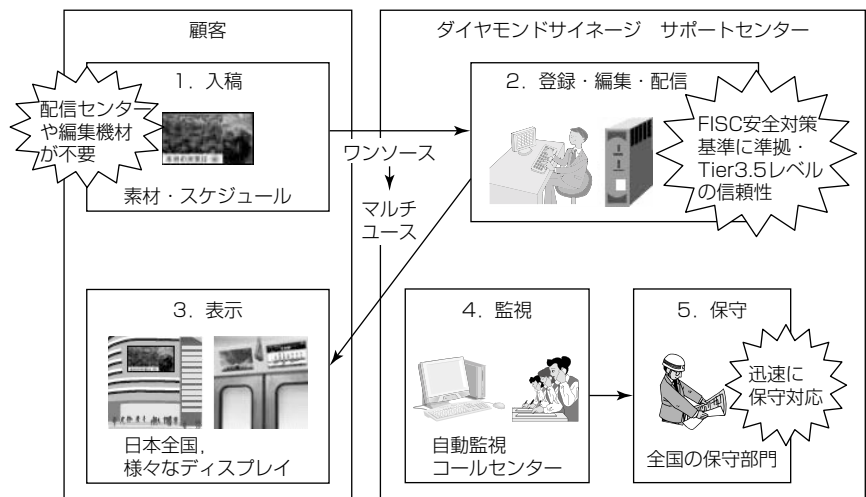 顧客
ダイヤモンドサイネージ　サポートセンター
1．入稿
配信センター
や編集機材
が不要
素材・スケジュール
ワンソース
マルチ
ユース
2．登録・編集・配信
FISC安全対策
基準に準拠・
Tier3.5レベル
の信頼性
3．表示
日本全国，
様々なディスプレイ
4．監視
自動監視
コールセンター
5．保守
迅速に
保守対応
全国の保守部門